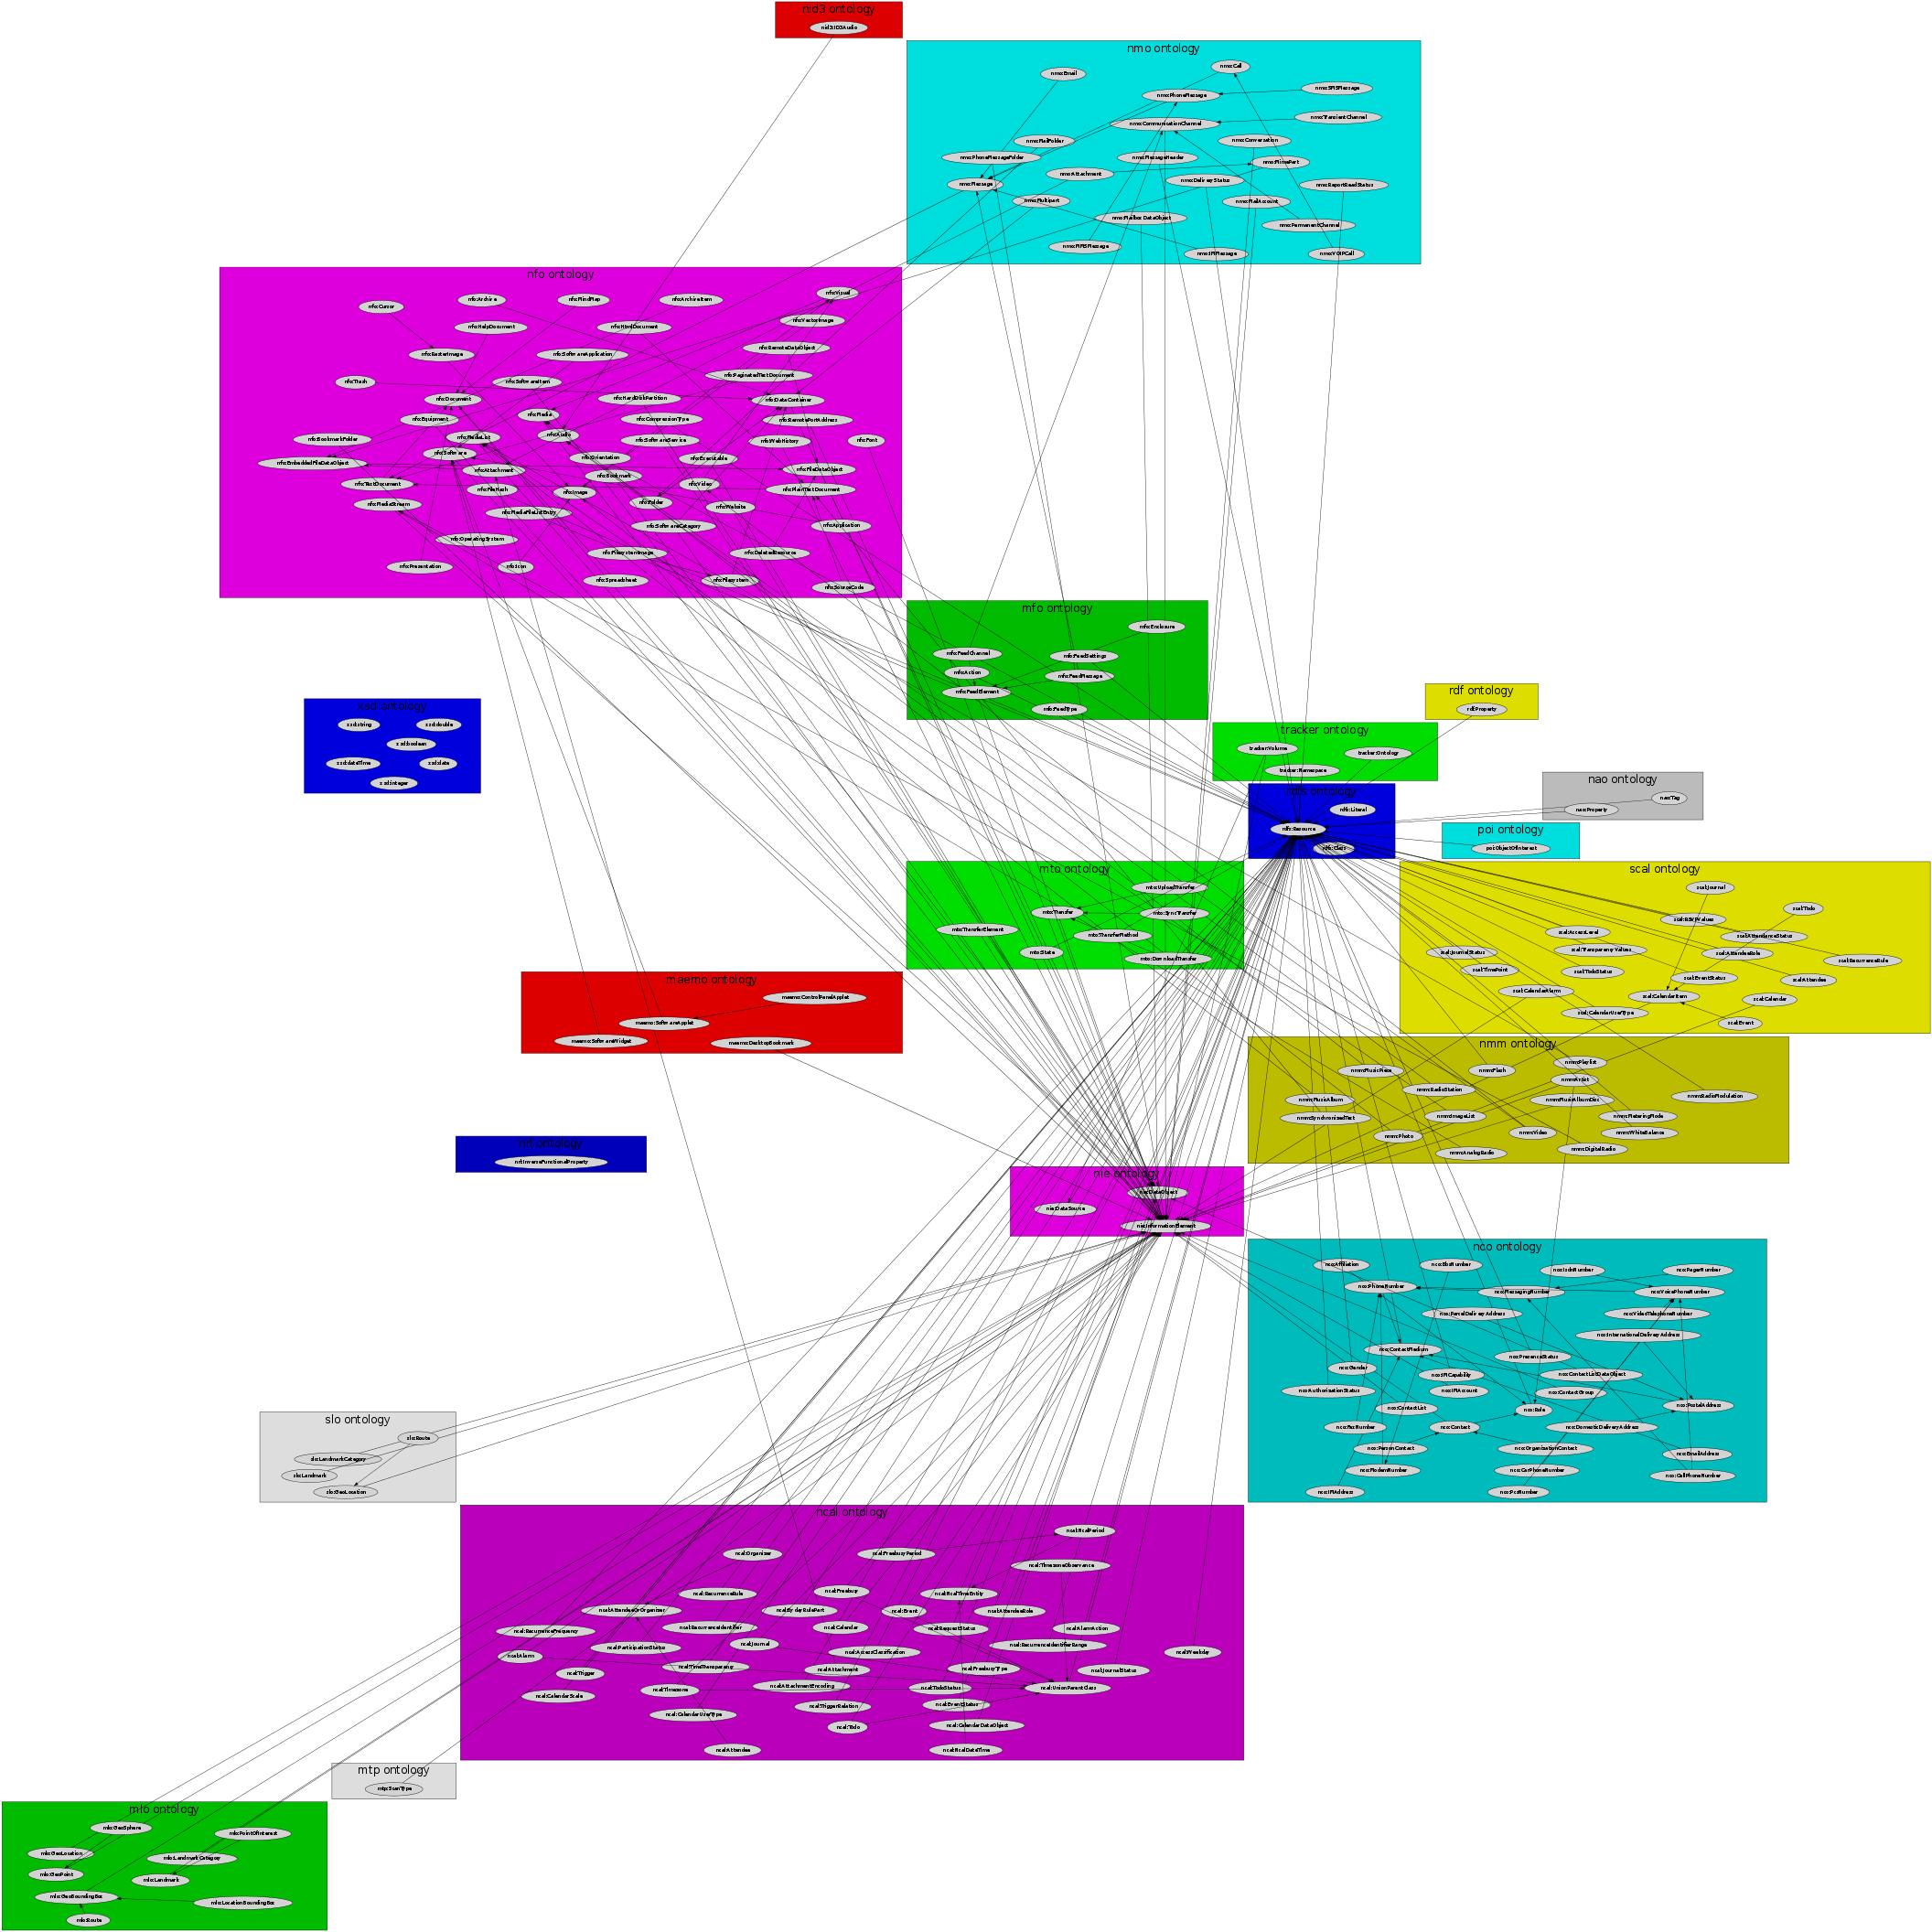 nid3 ontology
nid3:ID3Audio
nmo ontology
nmo:Email
nmo:Call
nmo:PhoneMessage
nmo:SMSMessage
nmo:CommunicationChannel
nmo:TransientChannel
nmo:MailFolder
nmo:Conversation
nmo:PhoneMessageFolder
nmo:MessageHeader
nmo:MimePart
nmo:Attachment
nmo:Message
nmo:DeliveryStatus
nmo:ReportReadStatus
nmo:Multipart
nmo:MailAccount
nmo:MailboxDataObject
nmo:PermanentChannel
nmo:MMSMessage
nmo:IMMessage
nmo:VOIPCall
nfo ontology
nfo:Cursor
nfo:Archive
nfo:MindMap
nfo:ArchiveItem
nfo:Visual
nfo:HelpDocument
nfo:HtmlDocument
nfo:VectorImage
nfo:RasterImage
nfo:SoftwareApplication
nfo:RemoteDataObject
nfo:Trash
nfo:SoftwareItem
nfo:PaginatedTextDocument
nfo:Document
nfo:HardDiskPartition
nfo:DataContainer
nfo:Equipment
nfo:Media
nfo:CompressionType
nfo:RemotePortAddress
nfo:BookmarkFolder
nfo:MediaList
nfo:Audio
nfo:SoftwareService
nfo:WebHistory
nfo:Font
nfo:Software
nfo:EmbeddedFileDataObject
nfo:Attachment
nfo:Orientation
nfo:Executable
nfo:FileDataObject
nfo:TextDocument
nfo:FileHash
nfo:Bookmark
nfo:Image
nfo:Video
nfo:PlainTextDocument
nfo:MediaStream
nfo:MediaFileListEntry
nfo:Folder
nfo:Website
nfo:SoftwareCategory
nfo:Application
nfo:OperatingSystem
nfo:FilesystemImage
nfo:DeletedResource
nfo:Presentation
nfo:Icon
nfo:Spreadsheet
nfo:Filesystem
nfo:SourceCode
mfo ontology
mfo:Enclosure
mfo:FeedChannel
mfo:FeedSettings
mfo:Action
mfo:FeedMessage
mfo:FeedElement
mfo:FeedType
xsd ontology
xsd:string
xsd:double
xsd:boolean
xsd:dateTime
xsd:date
xsd:integer
rdf ontology
rdf:Property
tracker ontology
tracker:Volume
tracker:Ontology
tracker:Namespace
rdfs ontology
rdfs:Literal
rdfs:Resource
rdfs:Class
nao ontology
nao:Tag
nao:Property
poi ontology
poi:ObjectOfInterest
mto ontology
mto:UploadTransfer
mto:Transfer
mto:SyncTransfer
mto:TransferElement
mto:TransferMethod
mto:State
mto:DownloadTransfer
scal ontology
scal:Journal
scal:RSVPValues
scal:ToDo
scal:AccessLevel
scal:AttendanceStatus
scal:JournalStatus
scal:TransparencyValues
scal:AttendeeRole
scal:RecurrenceRule
scal:TimePoint
scal:TodoStatus
scal:EventStatus
scal:Attendee
scal:CalendarAlarm
scal:CalendarItem
scal:Calendar
scal:CalendarUserType
scal:Event
maemo ontology
maemo:ControlPanelApplet
maemo:SoftwareApplet
maemo:SoftwareWidget
maemo:DesktopBookmark
nmm ontology
nmm:MusicPiece
nmm:Flash
nmm:Playlist
nmm:Artist
nmm:RadioStation
nmm:MusicAlbum
nmm:MusicAlbumDisc
nmm:RadioModulation
nmm:SynchronizedText
nmm:ImageList
nmm:MeteringMode
nmm:Photo
nmm:Video
nmm:WhiteBalance
nmm:AnalogRadio
nmm:DigitalRadio
nrl ontology
nrl:InverseFunctionalProperty
nie ontology
nie:DataObject
nie:DataSource
nie:InformationElement
nco ontology
nco:Affiliation
nco:BbsNumber
nco:IsdnNumber
nco:PagerNumber
nco:PhoneNumber
nco:MessagingNumber
nco:VoicePhoneNumber
nco:ParcelDeliveryAddress
nco:VideoTelephoneNumber
nco:InternationalDeliveryAddress
nco:ContactMedium
nco:PresenceStatus
nco:Gender
nco:IMCapability
nco:ContactListDataObject
nco:AuthorizationStatus
nco:IMAccount
nco:ContactGroup
nco:ContactList
nco:Role
nco:PostalAddress
nco:FaxNumber
nco:Contact
nco:DomesticDeliveryAddress
nco:PersonContact
nco:OrganizationContact
nco:EmailAddress
nco:ModemNumber
nco:CarPhoneNumber
nco:CellPhoneNumber
nco:IMAddress
nco:PcsNumber
slo ontology
slo:Route
slo:LandmarkCategory
slo:Landmark
slo:GeoLocation
ncal ontology
ncal:NcalPeriod
ncal:Organizer
ncal:FreebusyPeriod
ncal:TimezoneObservance
ncal:RecurrenceRule
ncal:Freebusy
ncal:NcalTimeEntity
ncal:AttendeeOrOrganizer
ncal:BydayRulePart
ncal:Event
ncal:AttendeeRole
ncal:RecurrenceFrequency
ncal:RecurrenceIdentifier
ncal:Calendar
ncal:RequestStatus
ncal:AlarmAction
ncal:ParticipationStatus
ncal:Journal
ncal:AccessClassification
ncal:RecurrenceIdentifierRange
ncal:Weekday
ncal:Alarm
ncal:Trigger
ncal:TimeTransparency
ncal:Attachment
ncal:FreebusyType
ncal:JournalStatus
ncal:CalendarScale
ncal:Timezone
ncal:AttachmentEncoding
ncal:TodoStatus
ncal:UnionParentClass
ncal:TriggerRelation
ncal:EventStatus
ncal:CalendarUserType
ncal:Todo
ncal:CalendarDataObject
ncal:Attendee
ncal:NcalDateTime
mtp ontology
mtp:ScanType
mlo ontology
mlo:GeoSphere
mlo:PointOfInterest
mlo:GeoLocation
mlo:LandmarkCategory
mlo:GeoPoint
mlo:Landmark
mlo:GeoBoundingBox
mlo:LocationBoundingBox
mlo:Route